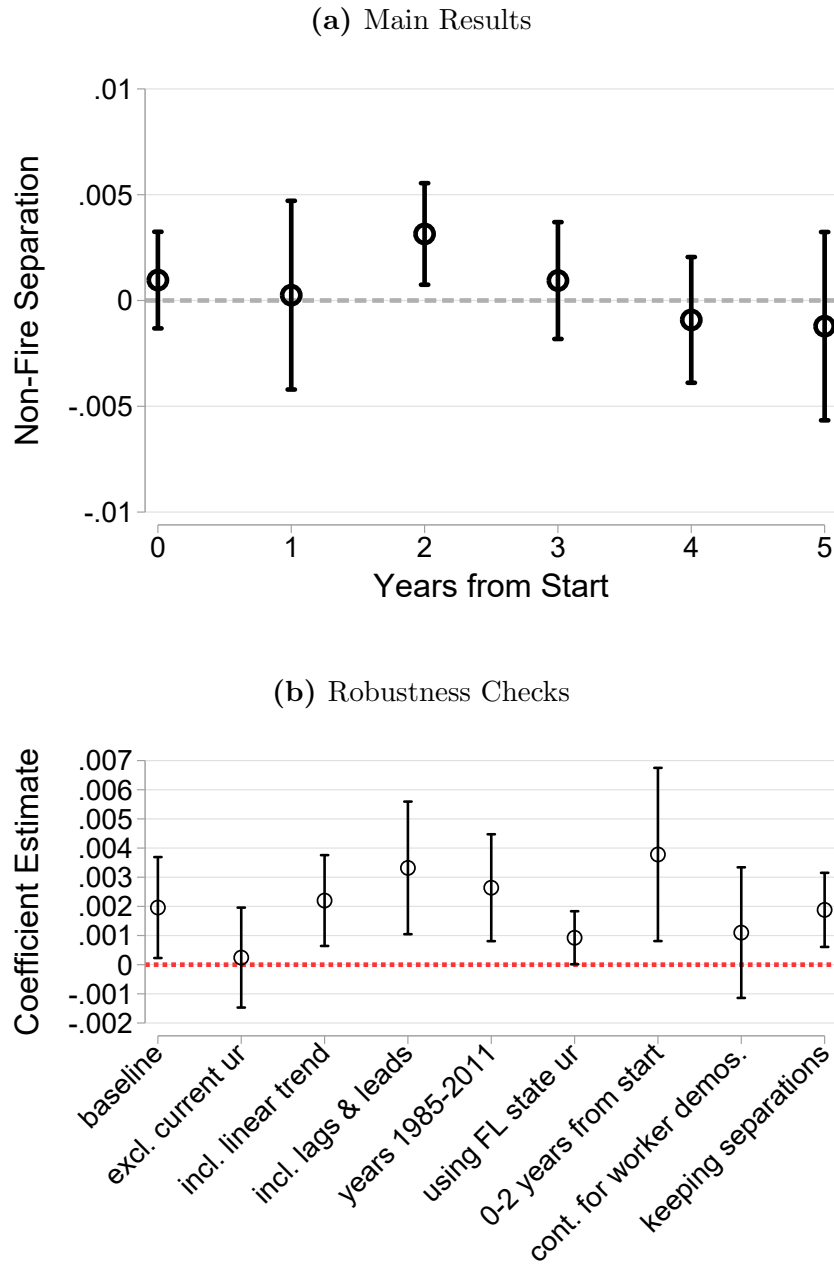 (a) Main Results
.01
.005
0
-.005
-.01
Non-Fire Separation
0 1 2 3 4 5
Years from Start
(b) Robustness Checks
.007
.006
.005
.004
.003
.002
.001
0
-.001
-.002
Coefficient Estimate
baseline
excl. current ur
incl. linear trend
incl. lags & leads
years 1985-2011
using FL state ur
0-2 years from start
cont. for worker demos.
keeping separations